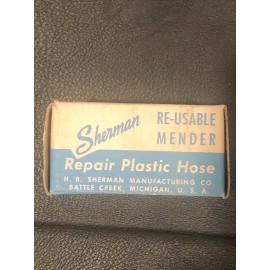 Sherman
RE-USABLE
MENDER
Repair Plastic Hose
H. B. SHERMAN MANUFACTURING CO.
BATTLE CREEK, MICHIGAN, U. S. A.